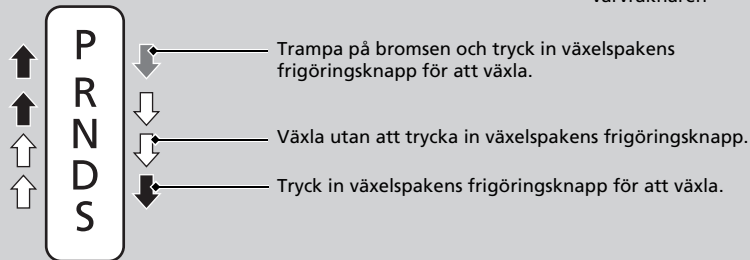 P
R
N
D
S
Trampa på bromsen och tryck in växelspakens
frigöringsknapp för att växla.
Växla utan att trycka in växelspakens frigöringsknapp.
Tryck in växelspakens frigöringsknapp för att växla.